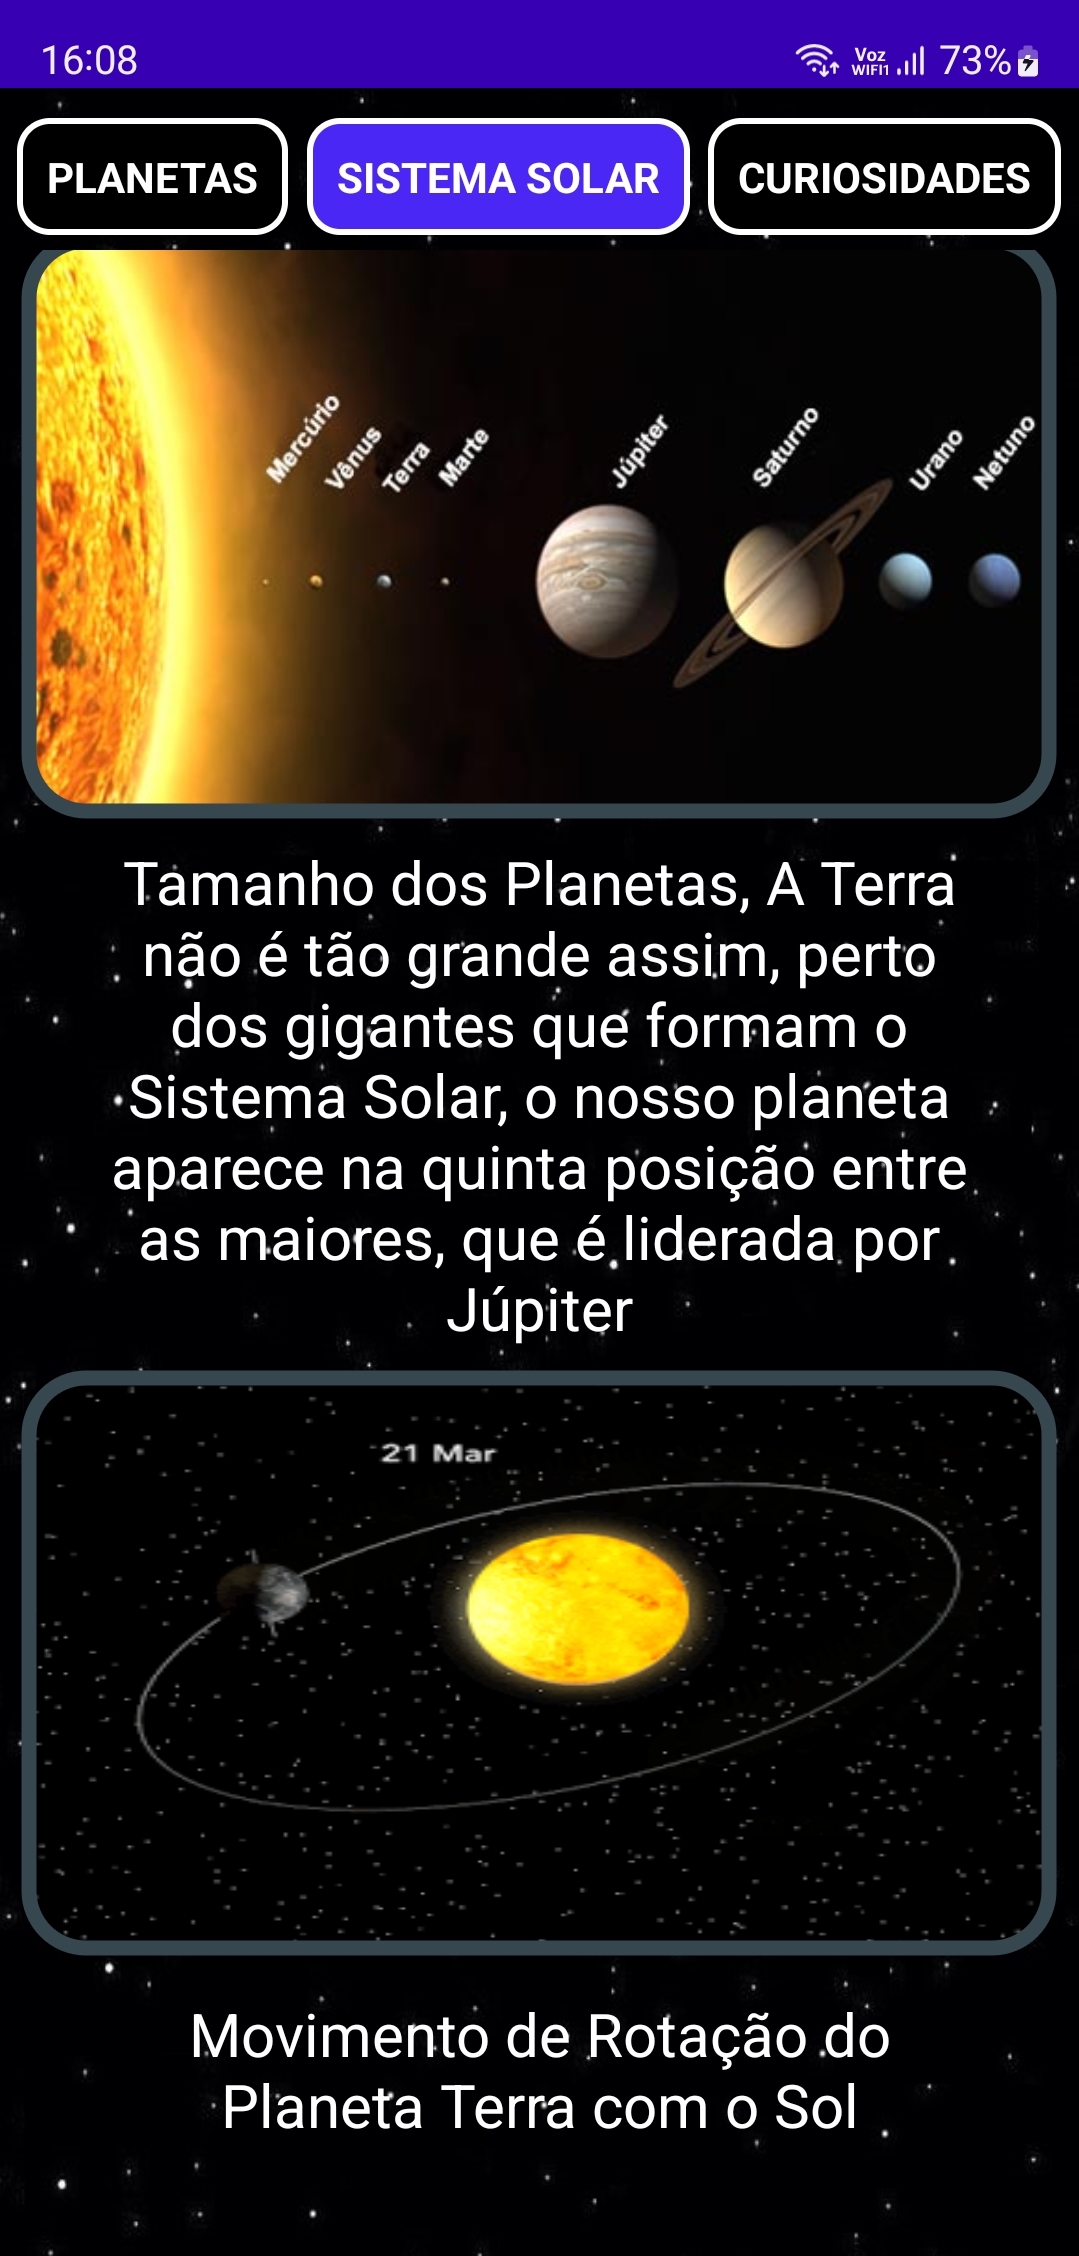 16:08
Voz
WIFI1
73%
PLANETAS
SISTEMA SOLAR
CURIOSIDADES
Mercúrio
Vênus
Terra
Marte
Júpiter
Saturno
Urano
Netuno
Tamanho dos Planetas, A Terra
não é tão grande assim, perto
dos gigantes que formam o
Sistema Solar, o nosso planeta
aparece na quinta posição entre
as maiores, que é liderada por
Júpiter
21 Mar
Movimento de Rotação do
Planeta Terra com o Sol